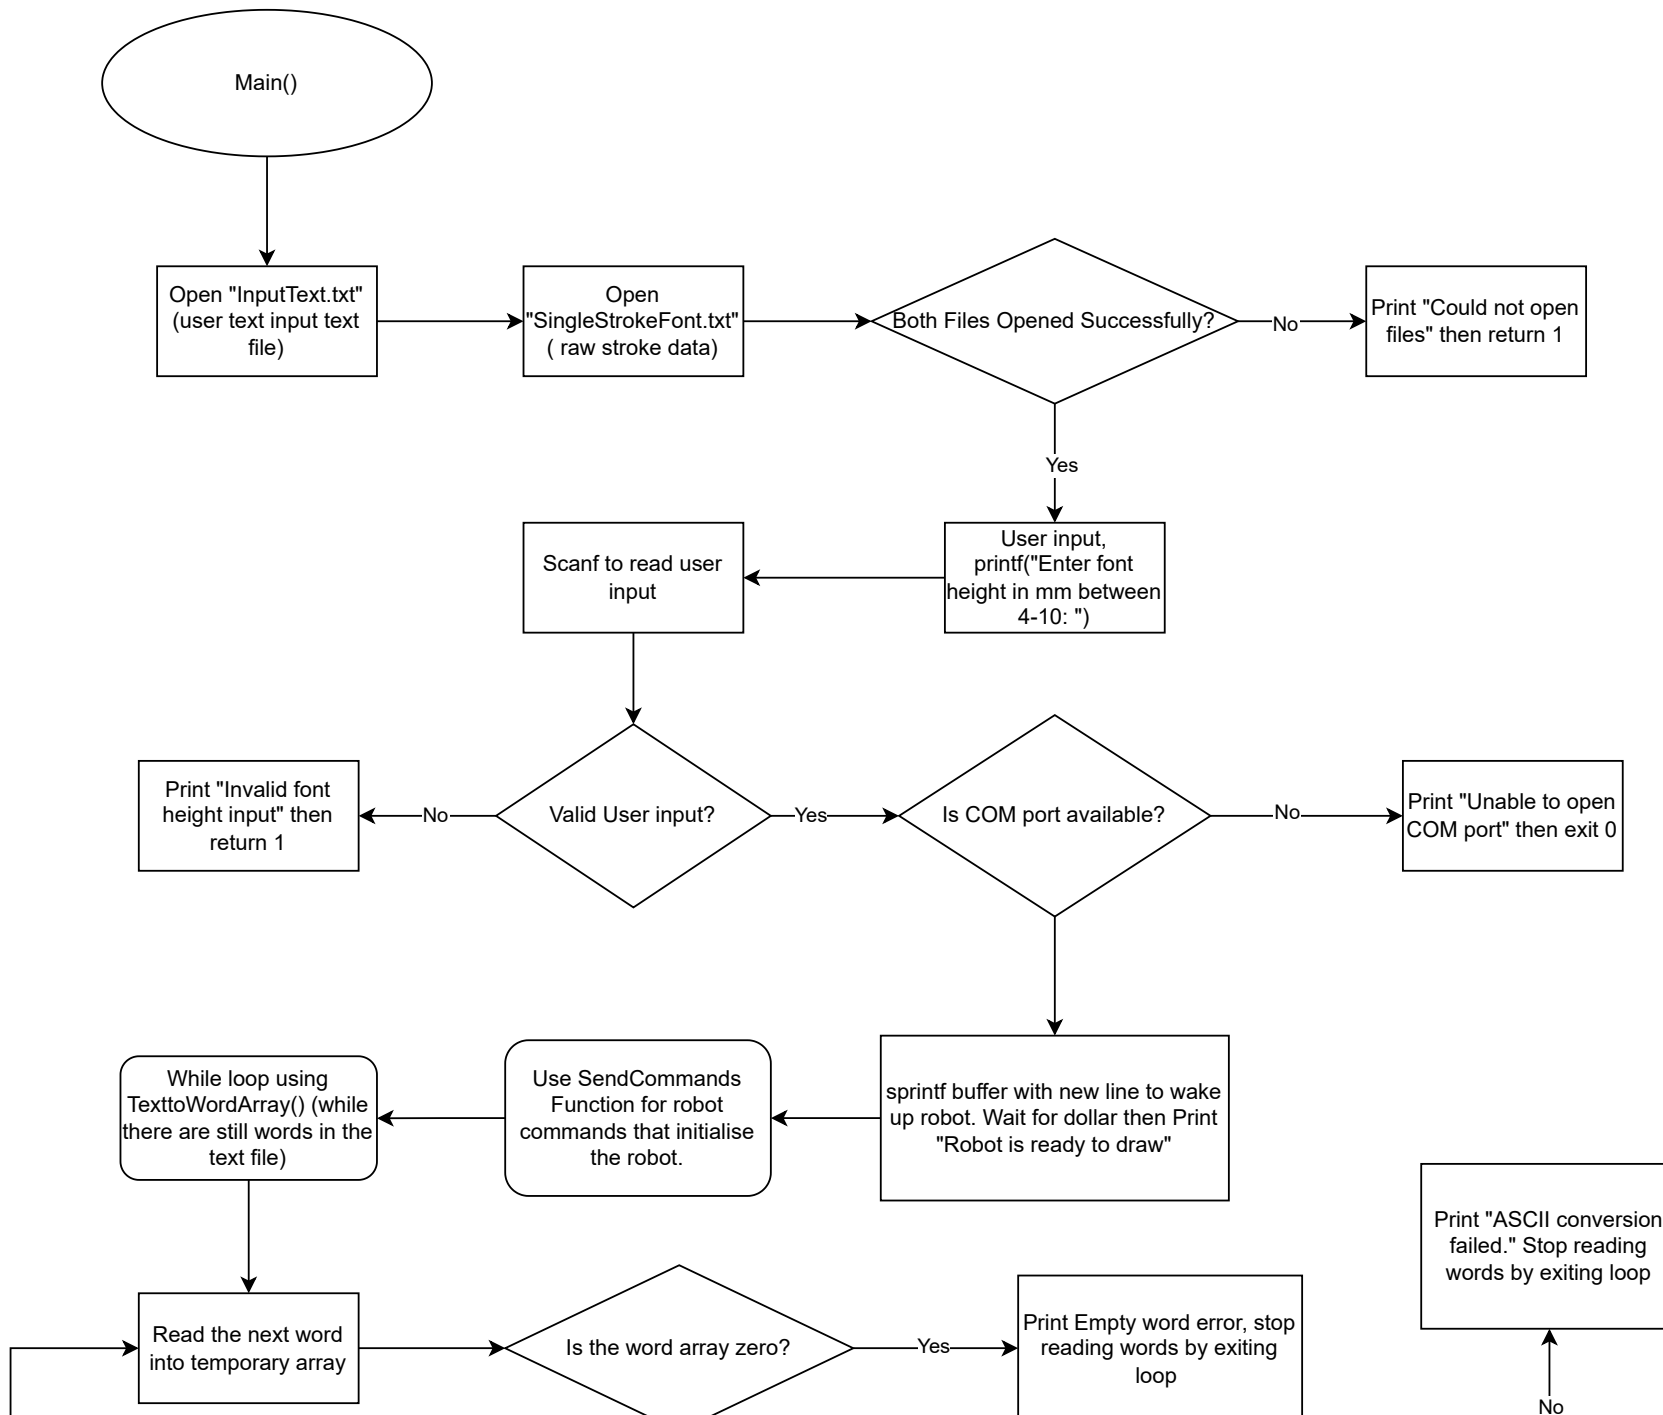 Main()
Open "InputText.txt"
(user text input text
file)
Open
"SingleStrokeFont.txt"
( raw stroke data)
Both Files Opened Successfully?
No
Print "Could not open
files" then return 1
Yes
User input,
printf("Enter font
height in mm between
4-10: ")
Scanf to read user
input
Valid User input?
No
Print "Invalid font
height input" then
return 1
Yes
Is COM port available?
No
Print "Unable to open
COM port" then exit 0
sprintf buffer with new line to wake
up robot. Wait for dollar then Print
"Robot is ready to draw"
Use SendCommands
Function for robot
commands that initialise
the robot.
While loop using
TexttoWordArray() (while
there are still words in the
text file)
Read the next word
into temporary array
Is the word array zero?
Yes
Print Empty word error, stop
reading words by exiting
loop
Print "ASCII conversion
failed." Stop reading
words by exiting loop
No